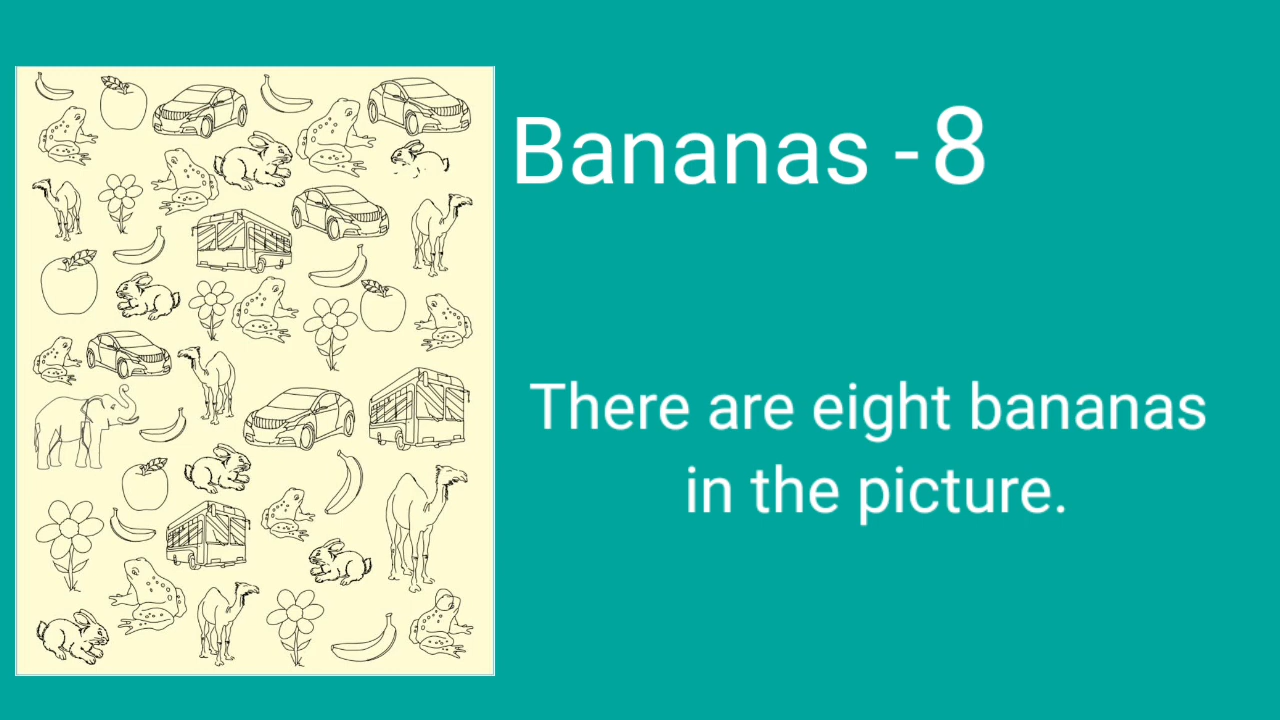 Bananas - 8
There are eight bananas
in the picture.